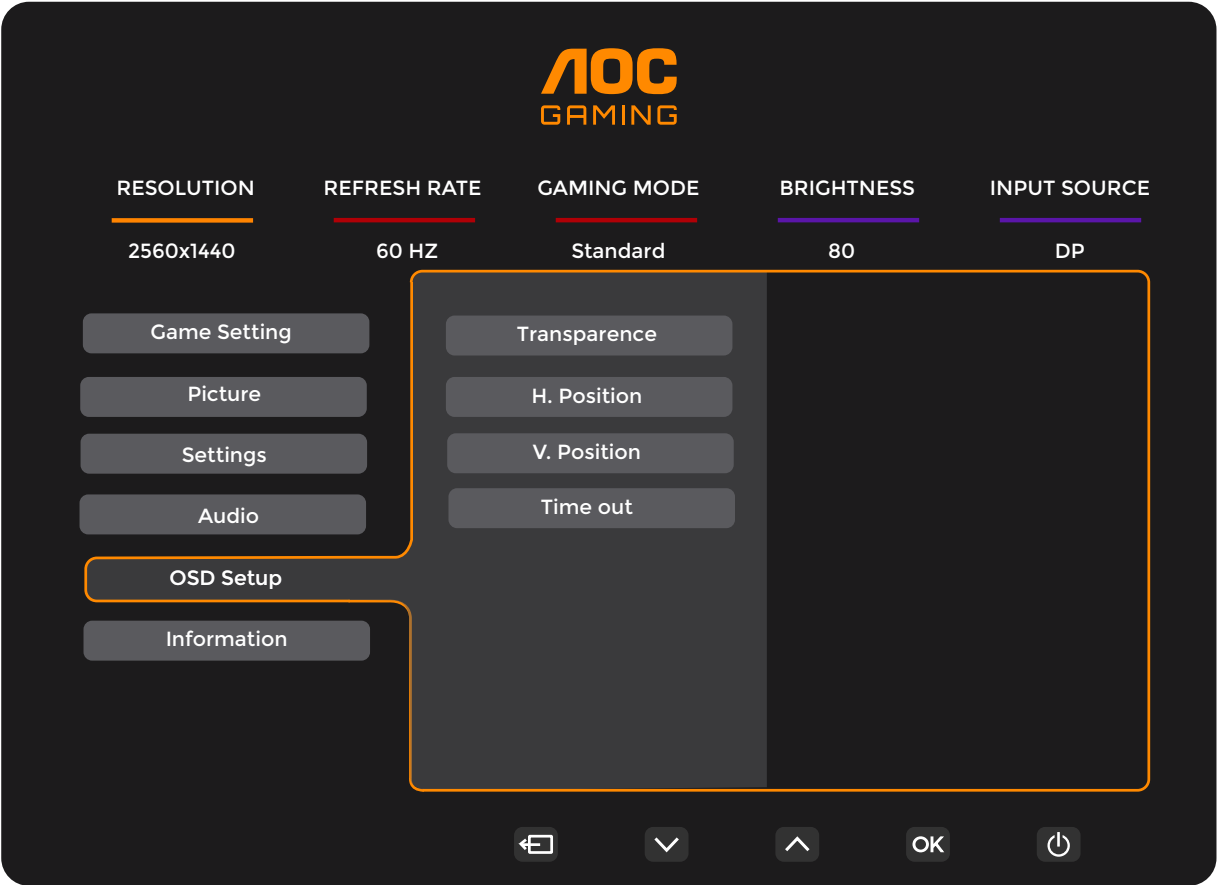 AOC
GAMING
RESOLUTION REFRESH RATE GAMING MODE BRIGHTNESS INPUT SOURCE
2560x1440 60 HZ Standard 80 DP
Game Setting Transparence
Picture H. Position
Settings V. Position
Audio Time out
OSD Setup
Information
OK